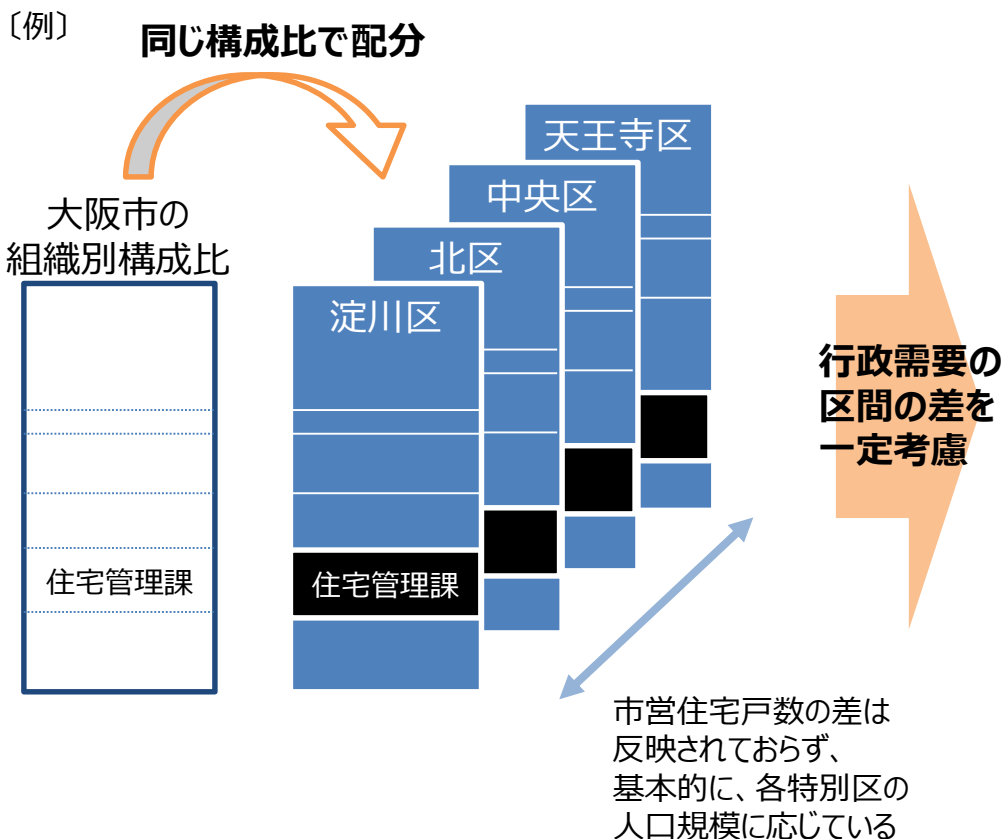 〔例〕
同じ構成比で配分
大阪市の
組織別構成比
住宅管理課
天王寺区
中央区
北区
淀川区
住宅管理課
行政需要の
区間の差を
一定考慮
市営住宅戸数の差は
反映されておらず、
基本的に、各特別区の
人口規模に応じている